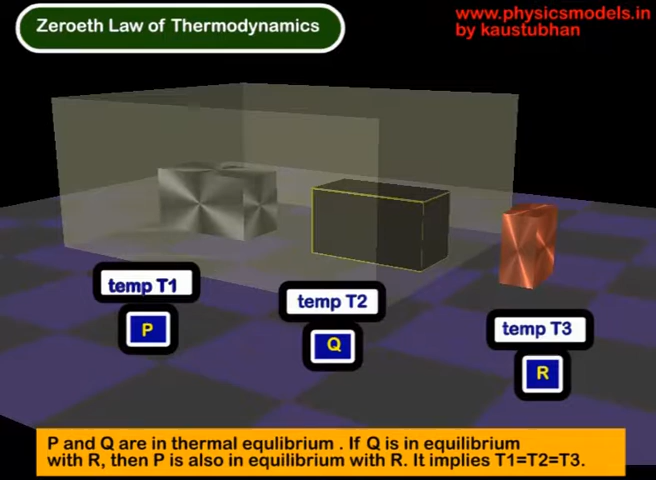 Zeroeth Law of Thermodynamics
www.physicsmodels.in
by kaustubhan
temp T1
P
temp T2
Q
temp T3
R
P and Q are in thermal equlibrium . If Q is in equilibrium
with R, then P is also in equilibrium with R. It implies T1=T2=T3.